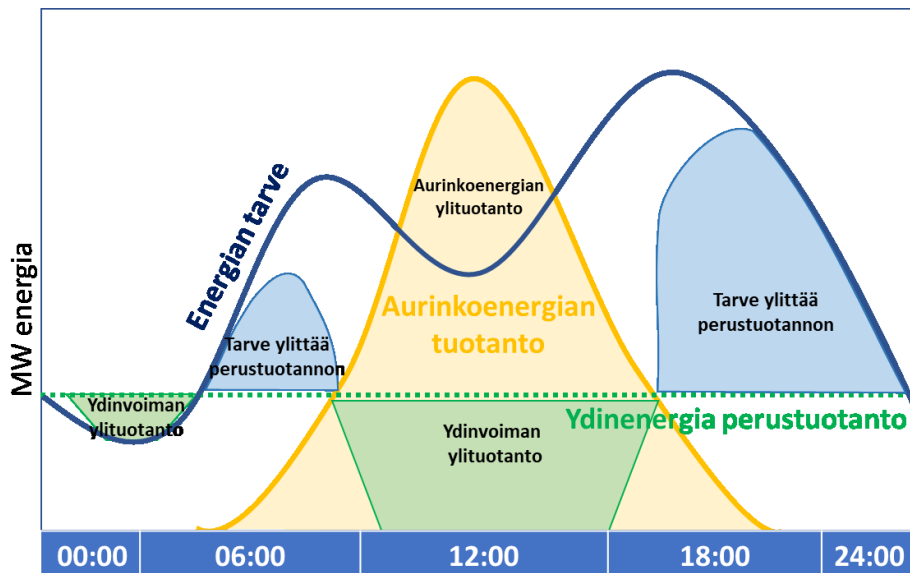 MW energia
Energian tarve
Aurinkoenergian
ylituotanto
Aurinkoenergian
tuotanto
Tarve ylittää
perustuotannon
Tarve ylittää
perustuotannon
Ydinvoiman
ylituotanto
Ydinenergia perustuotanto
Ydinvoiman
ylituotanto
00:00 06:00 12:00 18:00 24:00